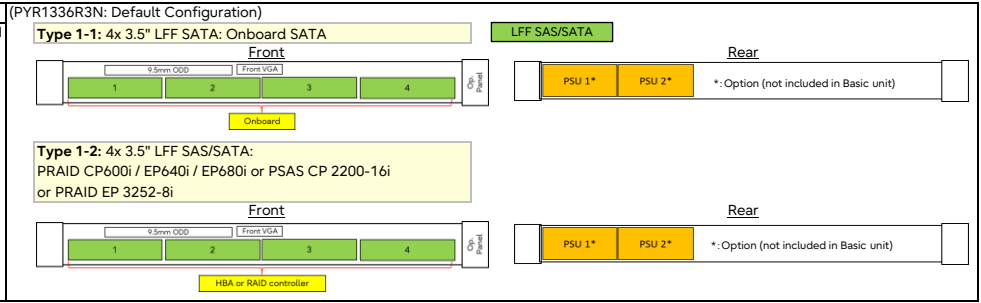 (PYR1336R3N: Default Configuration)
Type 1-1: 4x 3.5" LFF SATA: Onboard SATA
LFF SAS/SATA
Front
Rear
9.5mm ODD
Front VGA
Op. Panel
1
2
3
4
PSU 1*
PSU 2*
*: Option (not included in Basic unit)
Onboard
Type 1-2: 4x 3.5" LFF SAS/SATA:
PRAID CP600i / EP640i / EP680i or PSAS CP 2200-16i
or PRAID EP 3252-8i
Front
Rear
9.5mm ODD
Front VGA
Op. Panel
1
2
3
4
PSU 1*
PSU 2*
*: Option (not included in Basic unit)
HBA or RAID controller